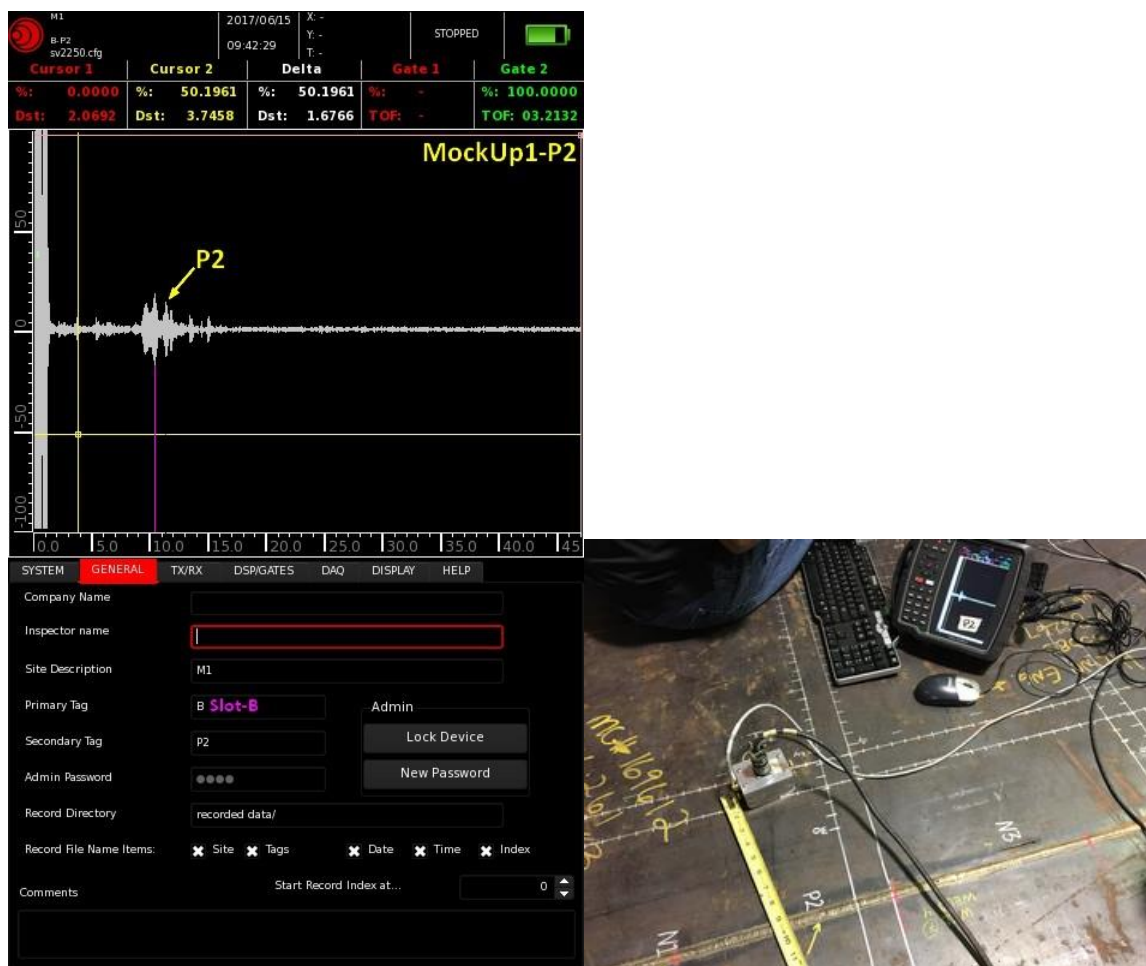 M1
B-P2
sv2250.cfg
2017/06/15
09:42:29
X: -
Y: -
T: -
STOPPED
Cursor 1 Cursor 2 Delta Gate 1 Gate 2
%: 0.0000 %: 50.1961 %: 50.1961 %: - %: 100.0000
Dst: 2.0692 Dst: 3.7458 Dst: 1.6766 TOF: - TOF: 03.2132
MockUp1-P2
P2
50
0
-50
-100
0.0 5.0 10.0 15.0 20.0 25.0 30.0 35.0 40.0 45
SYSTEM GENERAL TX/RX DSP/GATES DAQ DISPLAY HELP
Company Name
Inspector name
Site Description M1
Primary Tag B Slot-B
Secondary Tag P2
Admin Password
Admin
Lock Device
New Password
Record Directory recorded data/
Record File Name Items: Site Tags Date Time Index
Start Record Index at... 0
Comments
P2
8
N3
P2
N1